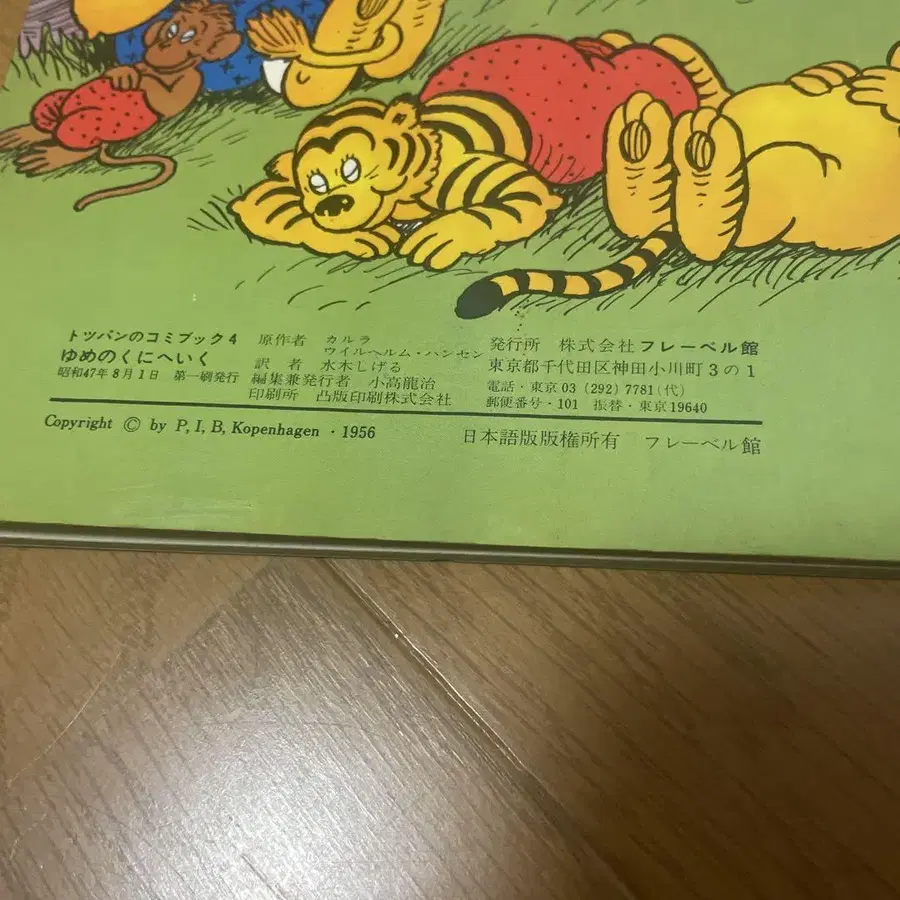 トッパンのコミブック4
ゆめのくにへいく
昭和47年8月1日 第一刷発行
原作者 カルラ
ウイルヘルム・ハンセン
訳者 水木しげる
編集兼発行者 小高龍治
印刷所 凸版印刷株式会社
発行所 株式会社フレーベル館
東京都千代田区神田小川町3の1
電話・東京03(292)7781(代)
郵便番号・101 振替・東京19640
Copyright © by P, I, B, Kopenhagen・1956
日本語版版権所有 フレーベル館